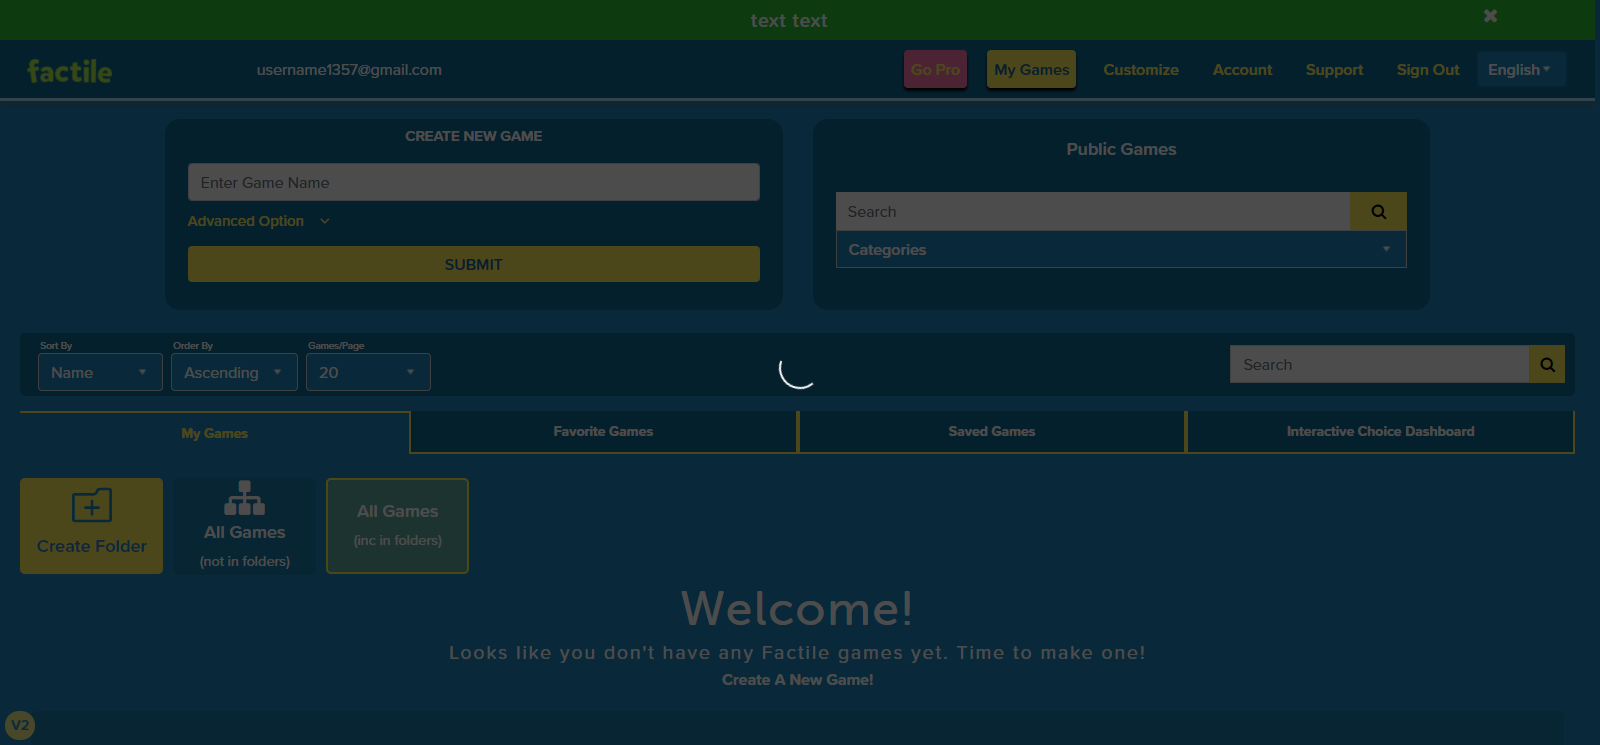 text text
factile
username1357@gmail.com
Go Pro
My Games
Customize
Account
Support
Sign Out
English
CREATE NEW GAME
Enter Game Name
Advanced Option
SUBMIT
Public Games
Search
Categories
Sort By
Order By
Games/Page
Name
Ascending
20
Search
My Games
Favorite Games
Saved Games
Interactive Choice Dashboard
Create Folder
All Games
(not in folders)
All Games
(inc in folders)
Welcome!
Looks like you don't have any Factile games yet. Time to make one!
Create A New Game!
V2